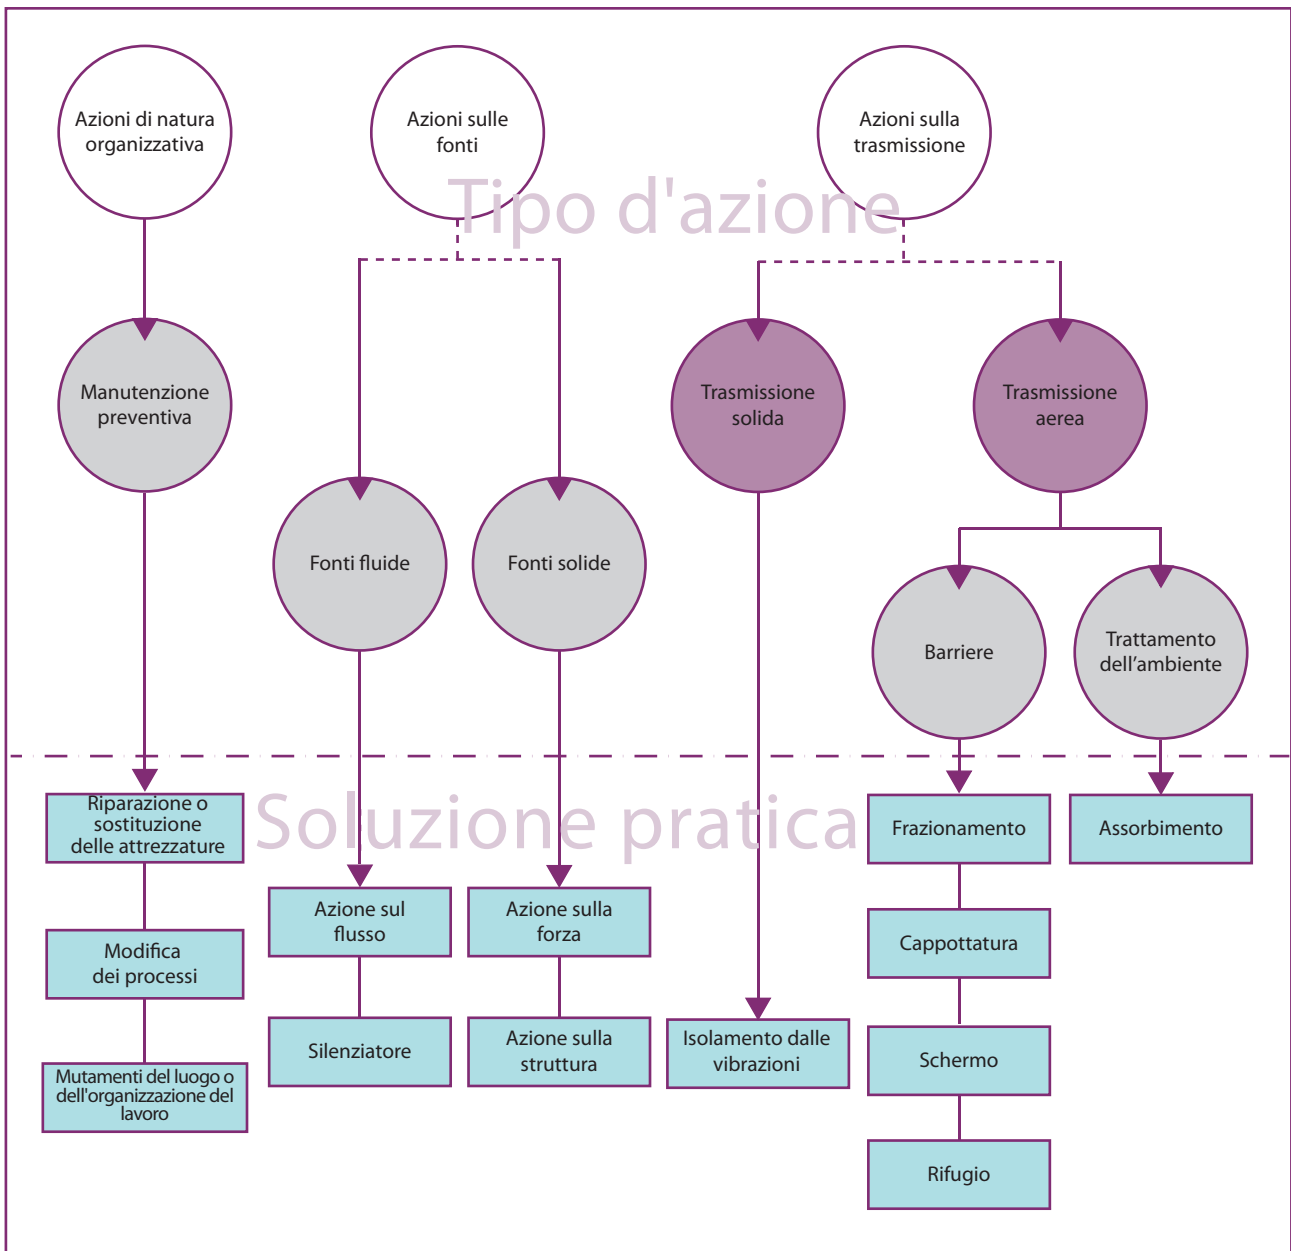 Azioni di natura
organizzativa
Azioni sulle
fonti
Azioni sulla
trasmissione
Tipo d'azione
Manutenzione
preventiva
Trasmissione
solida
Trasmissione
aerea
Fonti fluide
Fonti solide
Barriere
Trattamento
dell’ambiente
Soluzione pratica
Riparazione o
sostituzione
delle attrezzature
Modifica
dei processi
Mutamenti del luogo o
dell'organizzazione del
lavoro
Azione sul
flusso
Silenziatore
Azione sulla
forza
Azione sulla
struttura
Isolamento dalle
vibrazioni
Frazionamento
Cappottatura
Schermo
Rifugio
Assorbimento